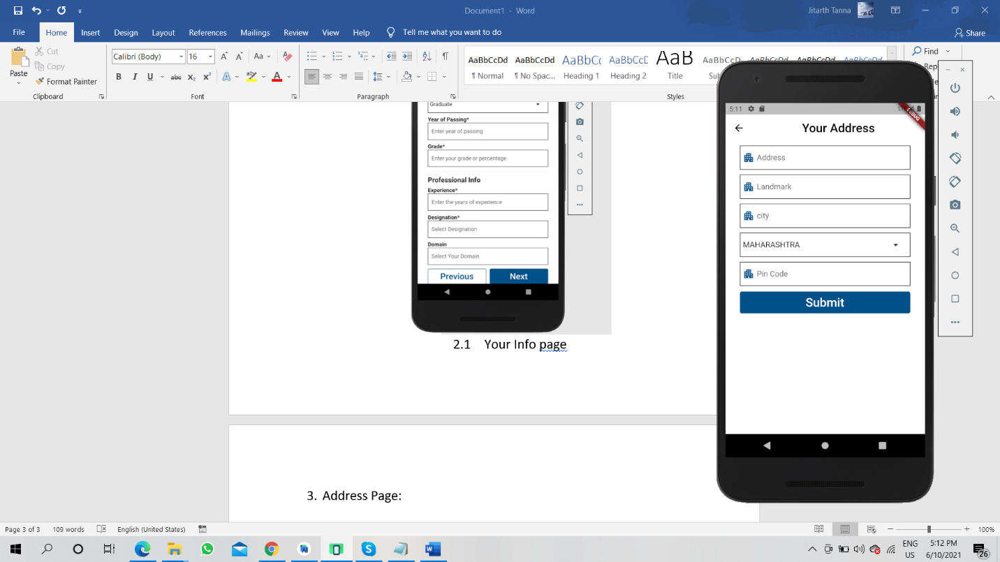 Document1 - Word
Jitarth Tanna
File Home Insert Design Layout References Mailings Review View Help Tell me what you want to do
Share
Paste
Cut
Copy
Format Painter
Calibri (Body) 16
Aa
AaBbCcDd AaBbCcDd AaBbCc AaBbCcC AaB AaBbCcD AaBbCcDd AaBbCcDd AaBbCcDd
¶ Normal ¶ No Spac... Heading 1 Heading 2 Title
Find
Clipboard Font Paragraph Styles
Graduate
Year of Passing*
Enter year of passing
Grade*
Enter your grade or percentage
Professional Info
Experience*
Enter the years of experience
Designation*
Select Designation
Domain
Select Your Domain
Previous Next
2.1 Your Info page
3. Address Page:
5:11
DEBUG
Your Address
Address
Landmark
city
MAHARASHTRA
Pin Code
Submit
Page 3 of 3 109 words English (United States) 100%
ENG
US
5:12 PM
6/10/2021
26